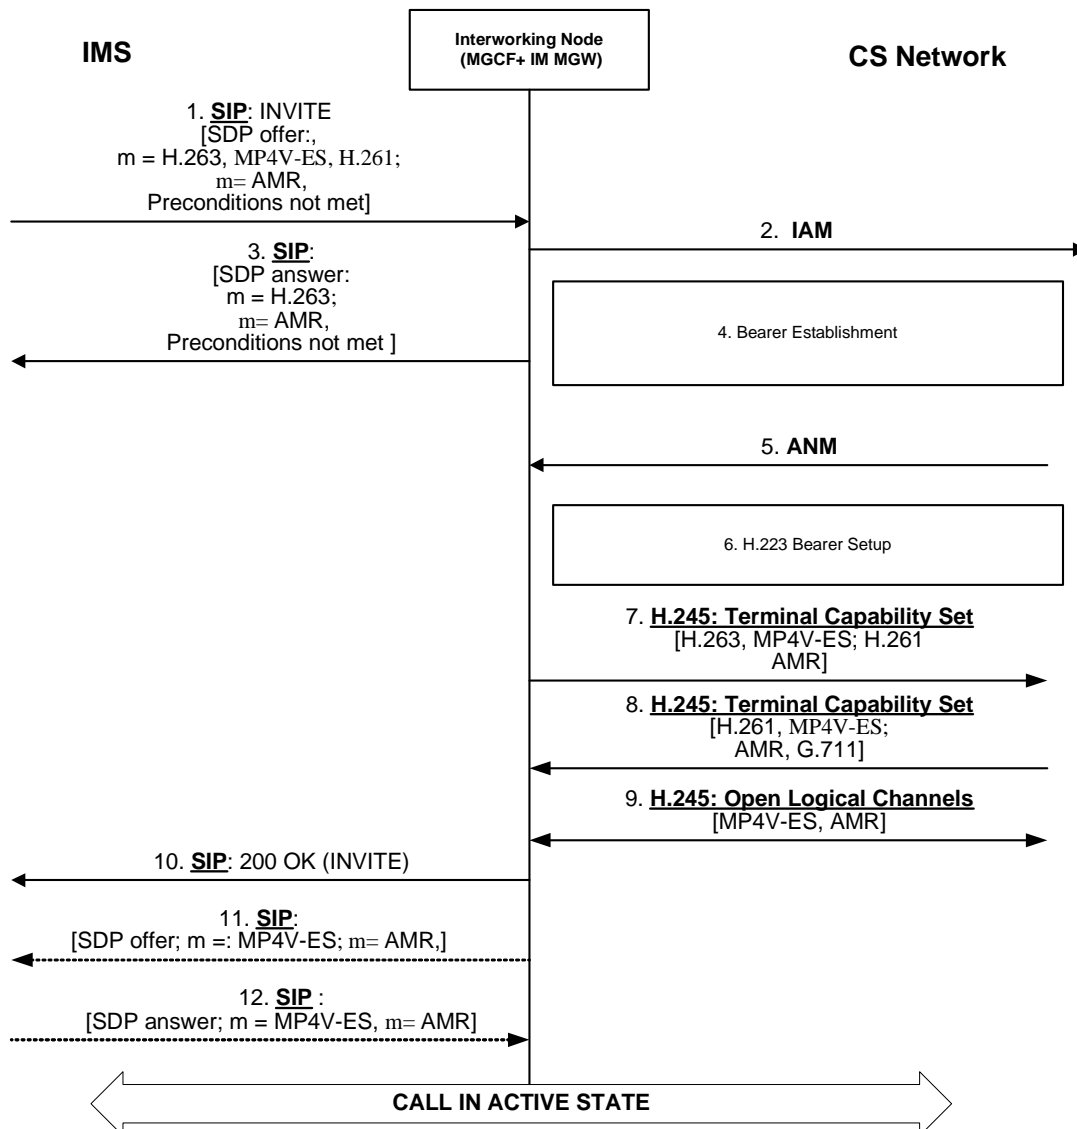 IMS
Interworking Node
(MGCF+ IM MGW)
CS Network
1. SIP: INVITE
[SDP offer:,
m = H.263, MP4V-ES, H.261;
m= AMR,
Preconditions not met]
2. IAM
3. SIP:
[SDP answer:
m = H.263;
m= AMR,
Preconditions not met ]
4. Bearer Establishment
5. ANM
6. H.223 Bearer Setup
7. H.245: Terminal Capability Set
[H.263, MP4V-ES; H.261
AMR]
8. H.245: Terminal Capability Set
[H.261, MP4V-ES;
AMR, G.711]
9. H.245: Open Logical Channels
[MP4V-ES, AMR]
10. SIP: 200 OK (INVITE)
11. SIP:
[SDP offer; m =: MP4V-ES; m= AMR,]
12. SIP :
[SDP answer; m = MP4V-ES, m= AMR]
CALL IN ACTIVE STATE